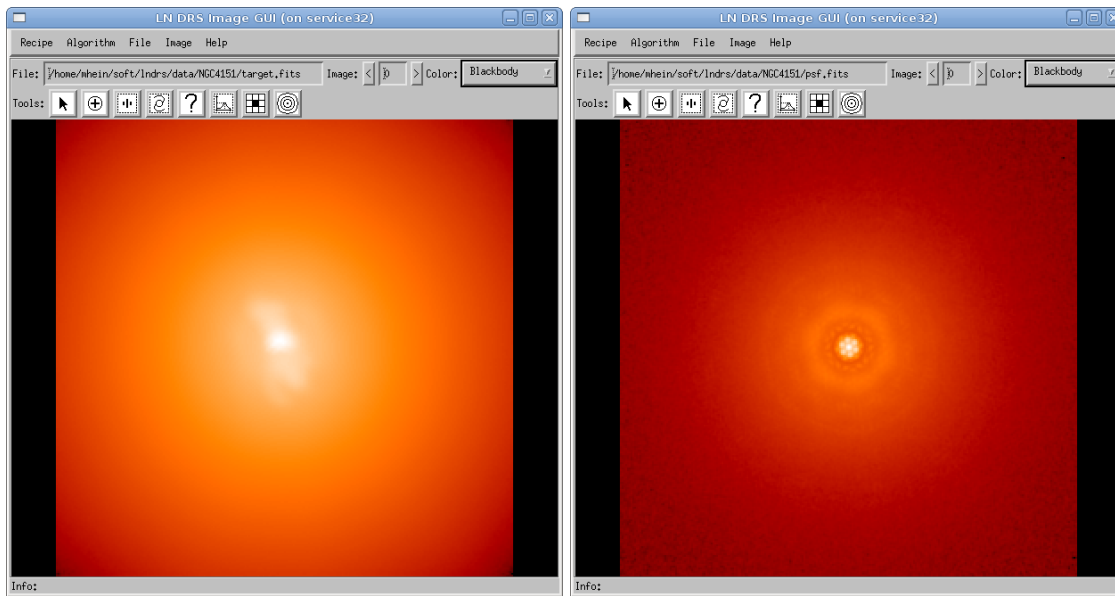 LN DRS Image GUI (on service32)
Recipe Algorithm File Image Help
File: /home/mhein/soft/lndrs/data/NGC4151/target.fits Image: < 0 > Color: Blackbody
Tools: ?
Info:
LN DRS Image GUI (on service32)
Recipe Algorithm File Image Help
File: /home/mhein/soft/lndrs/data/NGC4151/psf.fits Image: < 0 > Color: Blackbody
Tools: ?
Info: